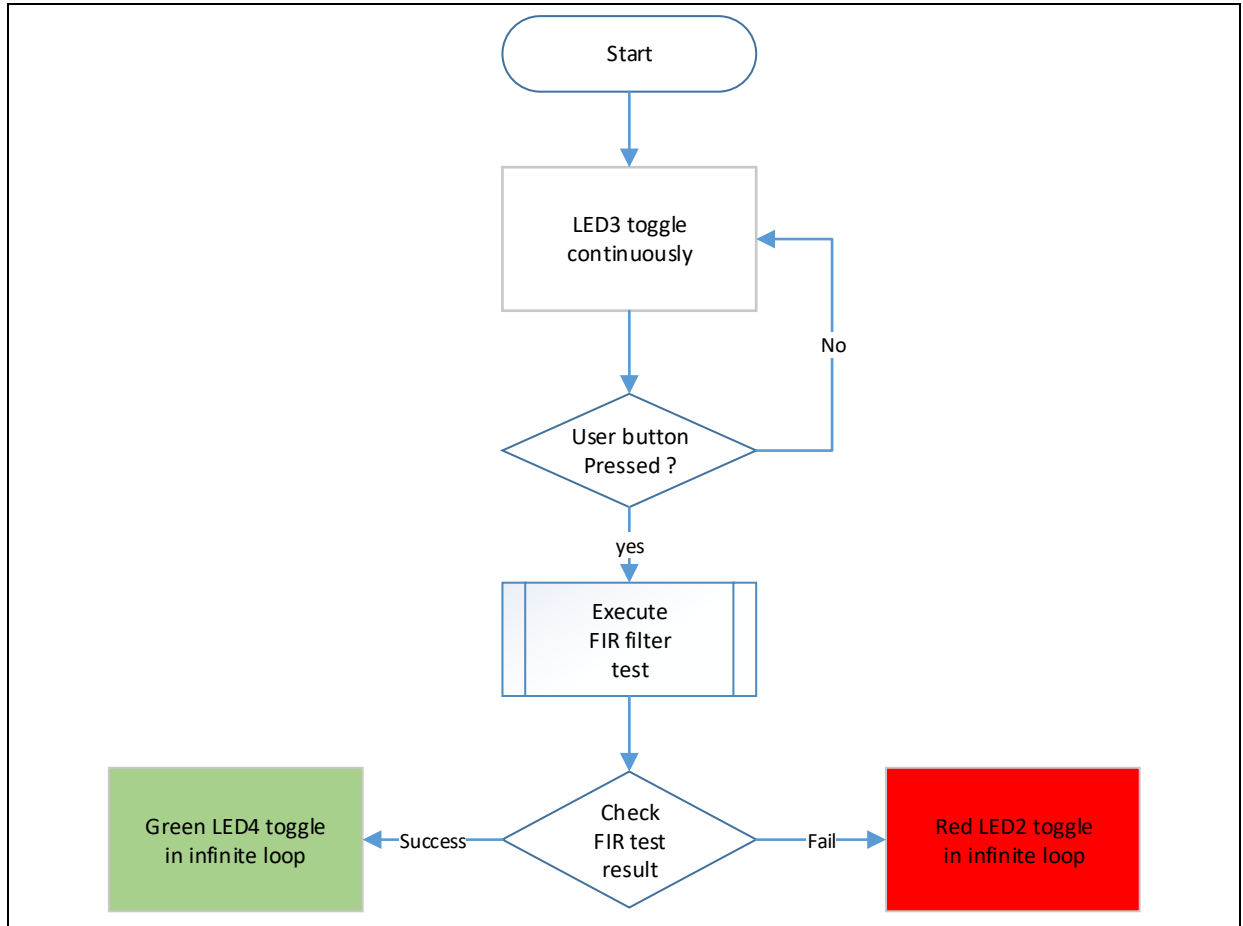 Start
LED3 toggle
continuously
No
User button
Pressed ?
yes
Execute
FIR filter
test
Green LED4 toggle
in infinite loop
Success
Check
FIR test
result
Fail
Red LED2 toggle
in infinite loop